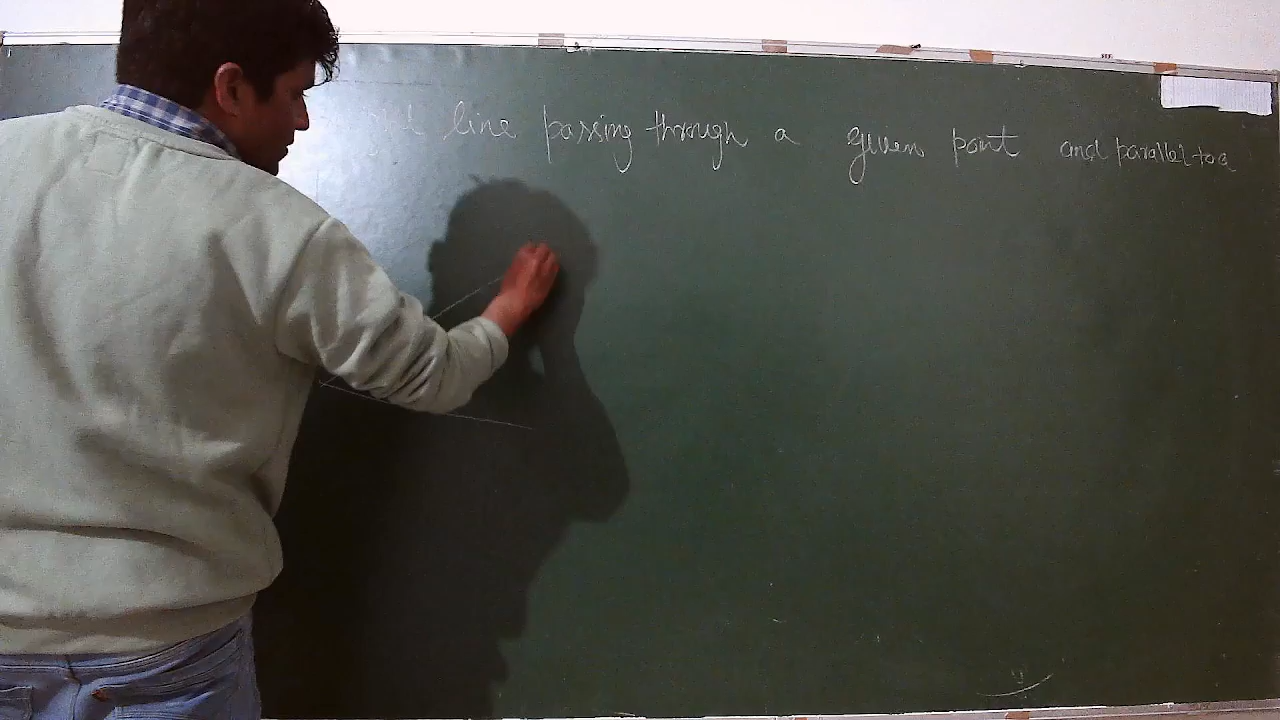 line passing through a given point and parallel to a